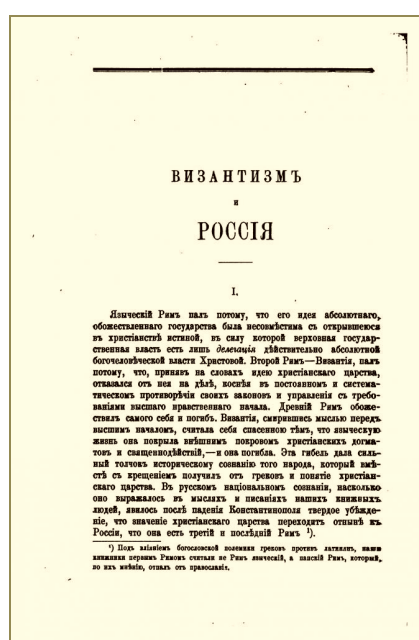 ВИЗАНТИЗМЪ
и
РОССІЯ
I.
Языческій Римъ палъ потому, что его идея абсолютнаго,
обожествленнаго государства была несовмѣстима съ открывшеюся
въ христіанствѣ истиной, въ силу которой верховная государ-
ственная власть есть лишь делегація дѣйствительно абсолютной
богочеловѣческой власти Христовой. Второй Римъ—Византія, палъ
потому, что, принявъ на словахъ идею христіанскаго царства,
отказался отъ нея на дѣлѣ, коснѣя въ постоянномъ и система-
тическомъ противорѣчіи своихъ законовъ и управленія съ требо-
ваніями высшаго нравственнаго начала. Древній Римъ обоже-
ствилъ самого себя и погибъ. Византія, смирившись мыслью передъ
высшимъ началомъ, считала себя спасенною тѣмъ, что языческую
жизнь она покрыла внѣшнимъ покровомъ христіанскихъ догма-
товъ и священнодѣйствій,—и она погибла. Эта гибель дала силь-
ный толчокъ историческому сознанію того народа, который вмѣ-
стѣ съ крещеніемъ получилъ отъ грековъ и понятіе христіан-
скаго царства. Въ русскомъ національномъ сознаніи, насколько
оно выражалось въ мысляхъ и писаніяхъ нашихъ книжныхъ
людей, явилось послѣ паденія Константинополя твердое убѣжде-
ніе, что значеніе христіанскаго царства переходитъ отнынѣ къ
Россіи, что она есть третій и послѣдній Римъ ¹).
¹) Подъ вліяніемъ богословской полемики грековъ противъ латинянъ, наши
книжники первымъ Римомъ считали не Римъ языческій, а папскій Римъ, который,
по ихъ мнѣнію, отпалъ отъ православія.